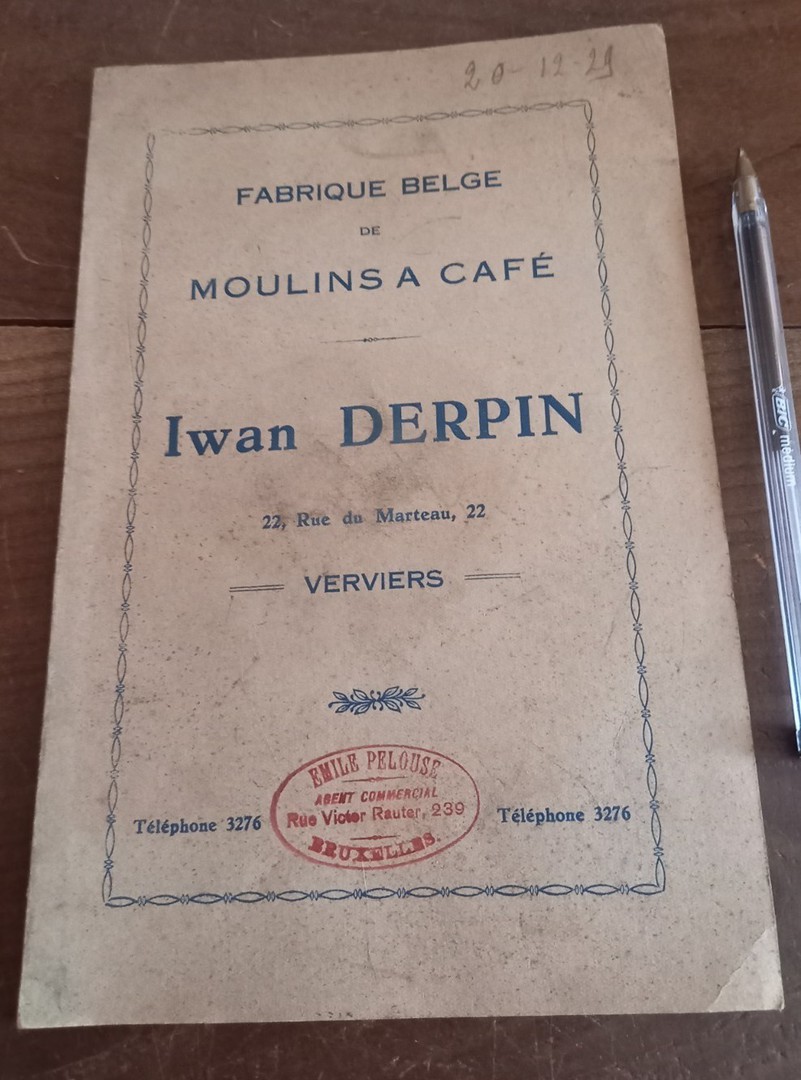 20-12-29
FABRIQUE BELGE
DE
MOULINS A CAFÉ
Iwan DERPIN
22, Rue du Marteau, 22
VERVIERS
EMILE PELOUSE
AGENT COMMERCIAL
Rue Victor Rauter, 239
BRUXELLES.
Téléphone 3276
Téléphone 3276
BIC medium